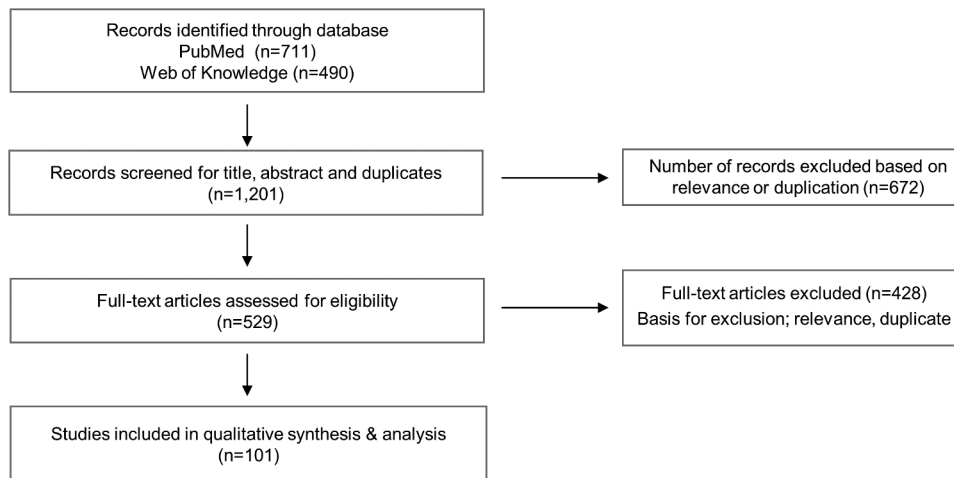 Records identified through database
PubMed (n=711)
Web of Knowledge (n=490)
Records screened for title, abstract and duplicates
(n=1,201)
Number of records excluded based on
relevance or duplication (n=672)
Full-text articles assessed for eligibility
(n=529)
Full-text articles excluded (n=428)
Basis for exclusion; relevance, duplicate
Studies included in qualitative synthesis & analysis
(n=101)